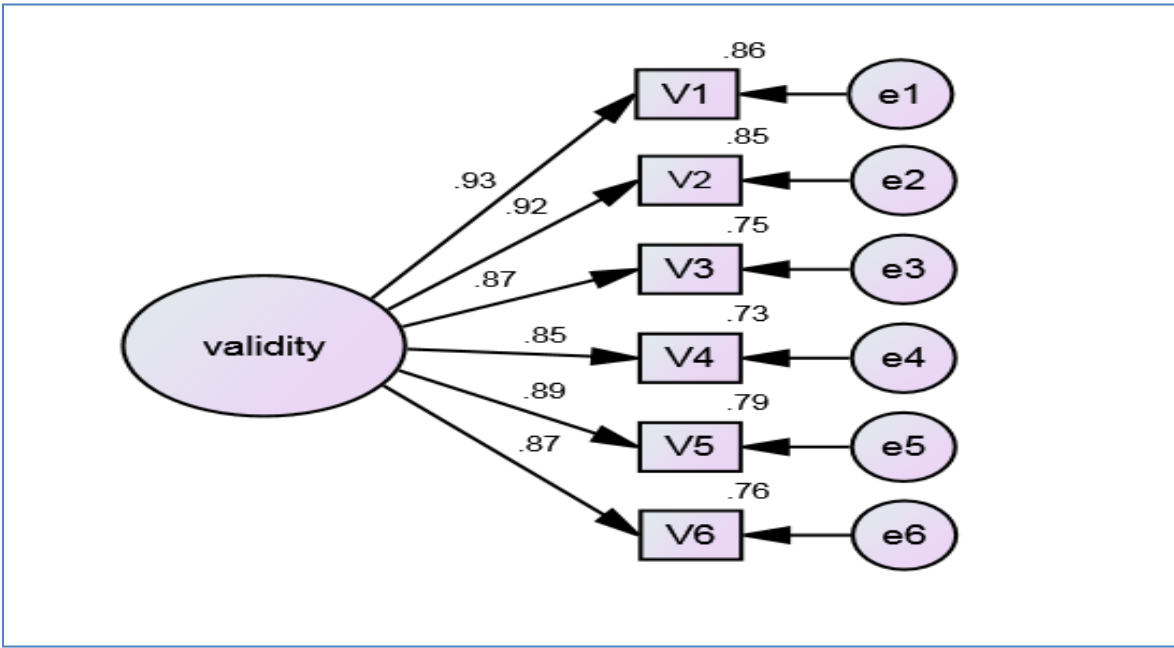 .86
V1
e1
.85
.93
V2
e2
.92
.75
V3
e3
.87
.73
.85
validity
V4
e4
.89
.79
.87
V5
e5
.76
V6
e6